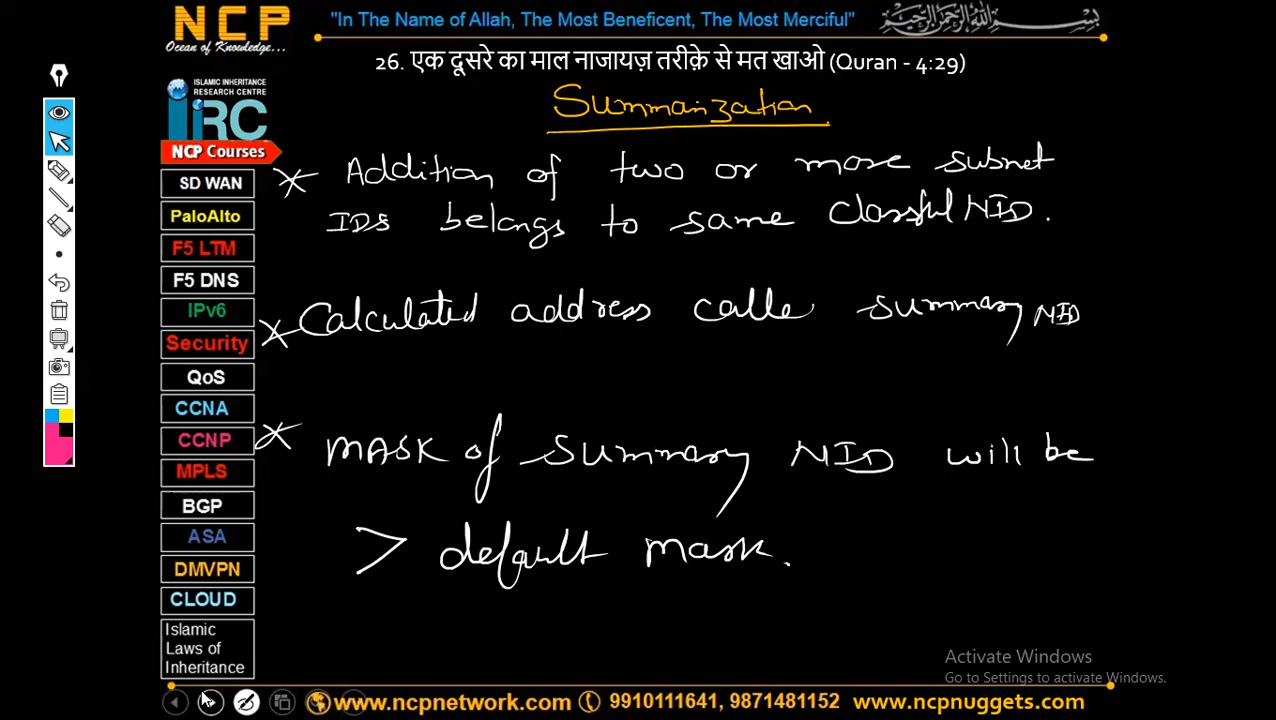 NCP
Ocean of Knowledge...
"In The Name of Allah, The Most Beneficent, The Most Merciful"
بِسْمِ اللهِ الرَّحْمٰنِ الرَّحِيْمِ
26. एक दूसरे का माल नाजायज़ तरीक़े से मत खाओ (Quran - 4:29)
ISLAMIC INHERITANCE
RESEARCH CENTRE
IRC
NCP Courses
SD WAN
PaloAlto
F5 LTM
F5 DNS
IPv6
Security
QoS
CCNA
CCNP
MPLS
BGP
ASA
DMVPN
CLOUD
Islamic
Laws of
Inheritance
Summarization
* Addition of two or more subnet
IDS belongs to same classful NID.
* Calculated address calle summary NID
* MASK of summary NID will be
> default mask.
Activate Windows
Go to Settings to activate Windows.
www.ncpnetwork.com 9910111641, 9871481152 www.ncpnuggets.com